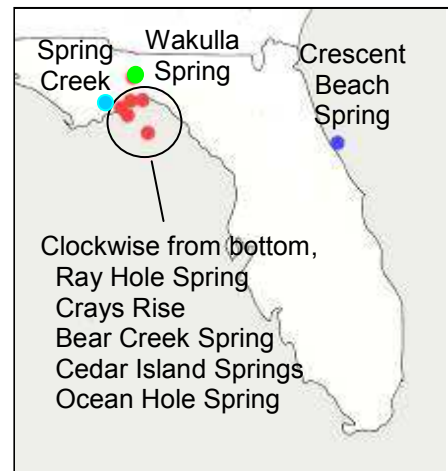 Spring
Creek
Wakulla
Spring
Crescent
Beach
Spring
Clockwise from bottom,
Ray Hole Spring
Crays Rise
Bear Creek Spring
Cedar Island Springs
Ocean Hole Spring